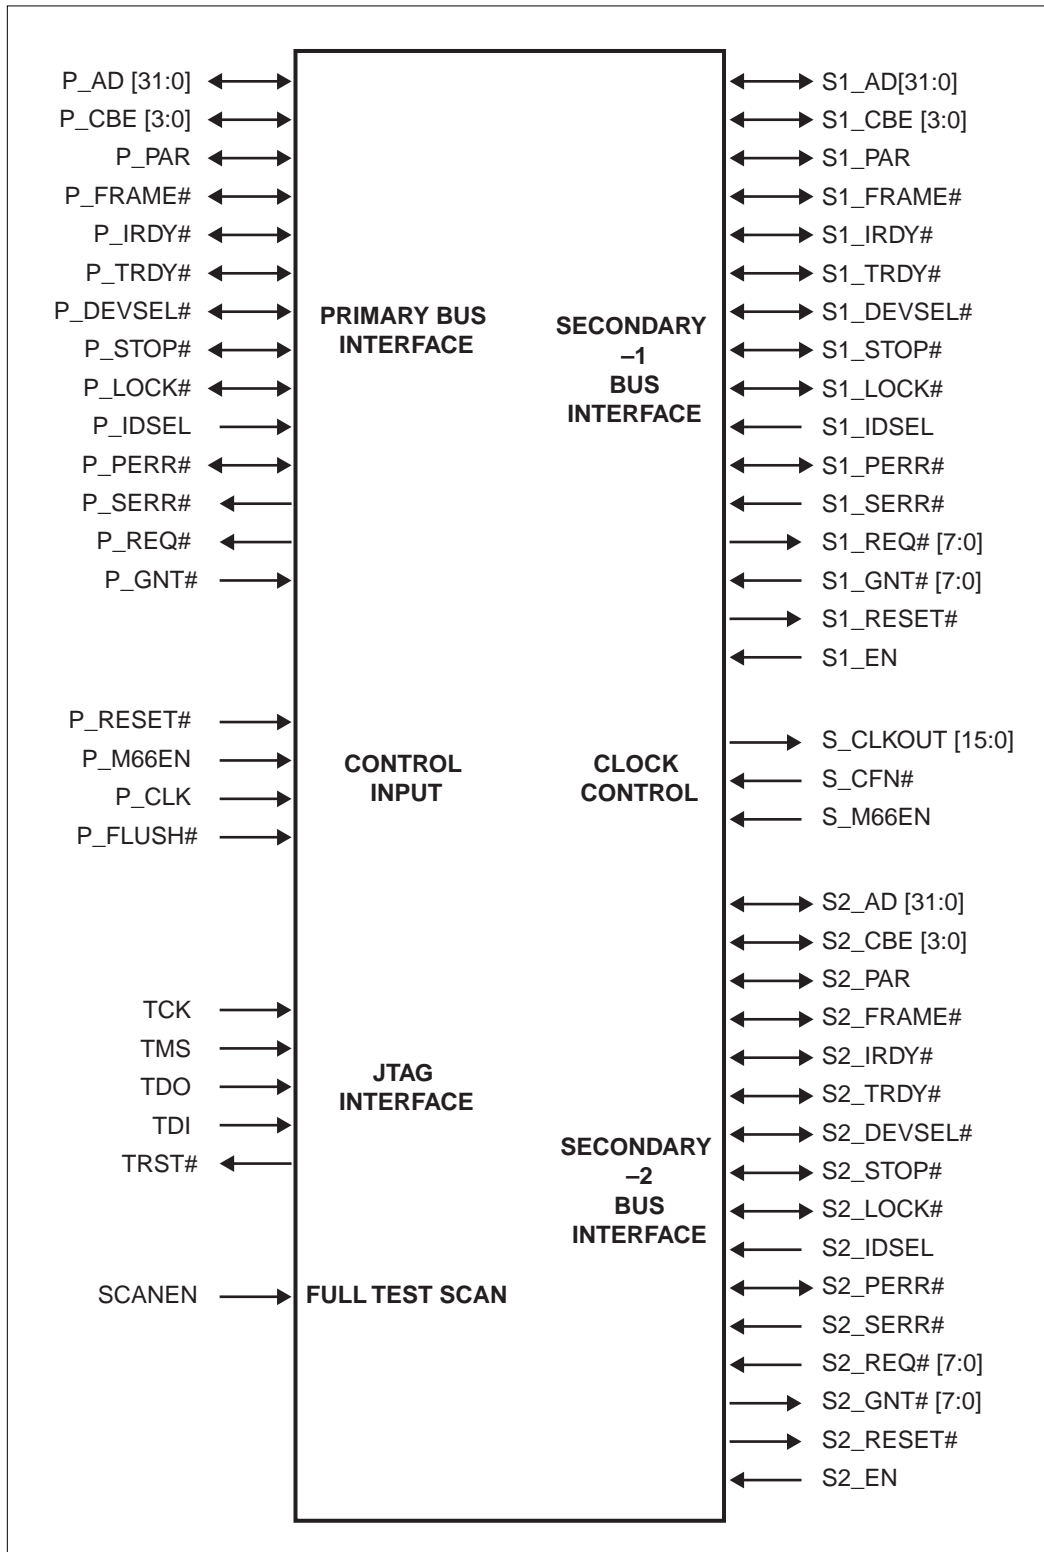 P_AD [31:0]
P_CBE [3:0]
P_PAR
P_FRAME#
P_IRDY#
P_TRDY#
P_DEVSEL#
P_STOP#
P_LOCK#
P_IDSEL
P_PERR#
P_SERR#
P_REQ#
P_GNT#
PRIMARY BUS
INTERFACE
SECONDARY
–1
BUS
INTERFACE
S1_AD[31:0]
S1_CBE [3:0]
S1_PAR
S1_FRAME#
S1_IRDY#
S1_TRDY#
S1_DEVSEL#
S1_STOP#
S1_LOCK#
S1_IDSEL
S1_PERR#
S1_SERR#
S1_REQ# [7:0]
S1_GNT# [7:0]
S1_RESET#
S1_EN
P_RESET#
P_M66EN
P_CLK
P_FLUSH#
CONTROL
INPUT
CLOCK
CONTROL
S_CLKOUT [15:0]
S_CFN#
S_M66EN
TCK
TMS
TDO
TDI
TRST#
JTAG
INTERFACE
SCANEN
FULL TEST SCAN
SECONDARY
–2
BUS
INTERFACE
S2_AD [31:0]
S2_CBE [3:0]
S2_PAR
S2_FRAME#
S2_IRDY#
S2_TRDY#
S2_DEVSEL#
S2_STOP#
S2_LOCK#
S2_IDSEL
S2_PERR#
S2_SERR#
S2_REQ# [7:0]
S2_GNT# [7:0]
S2_RESET#
S2_EN